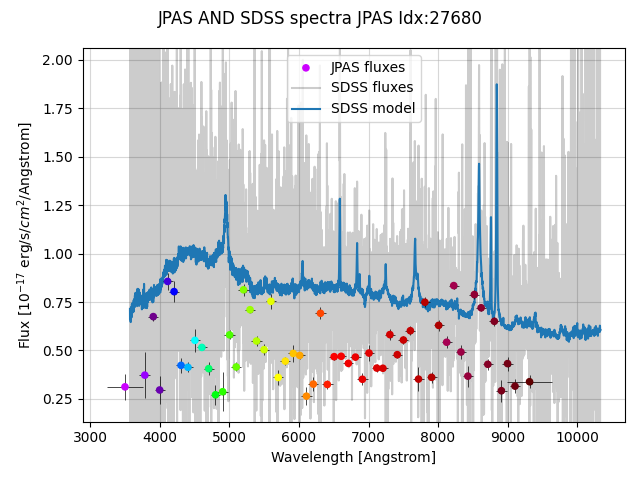 JPAS AND SDSS spectra JPAS Idx:27680
JPAS fluxes
SDSS fluxes
SDSS model
2.00
1.75
1.50
1.25
1.00
0.75
0.50
0.25
Flux [10⁻¹⁷ erg/s/cm²/Angstrom]
3000 4000 5000 6000 7000 8000 9000 10000
Wavelength [Angstrom]